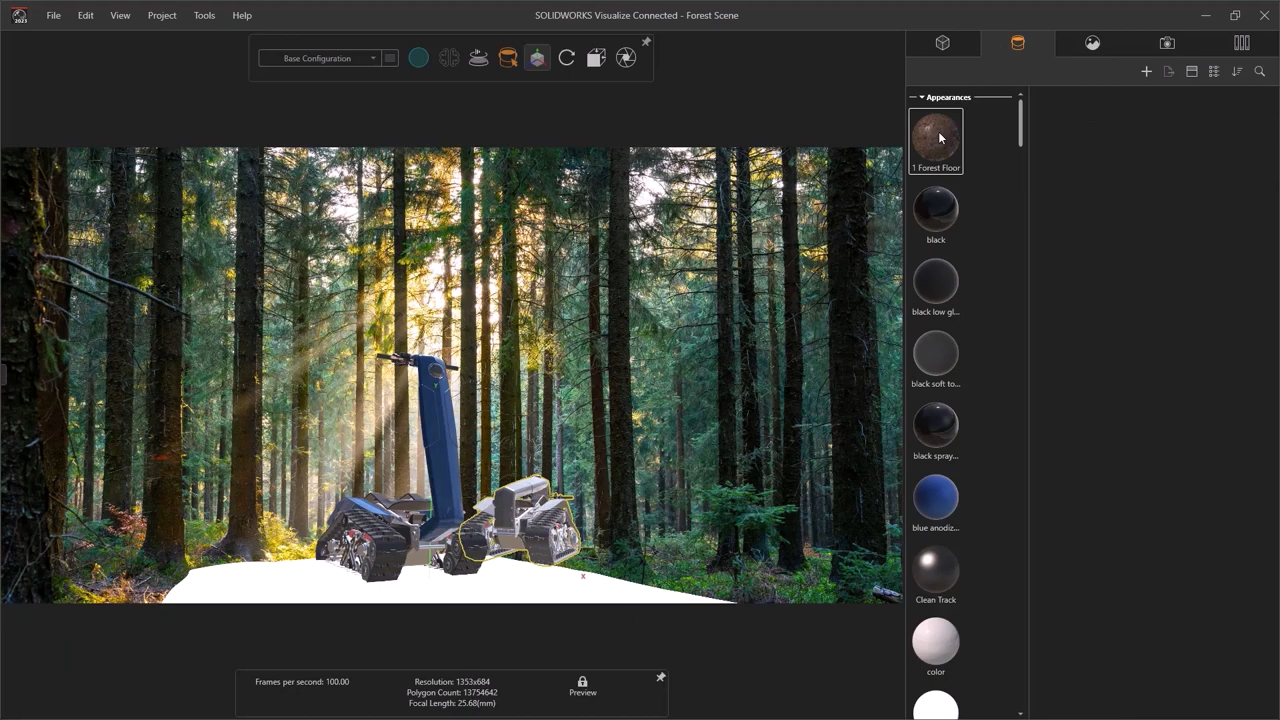 File Edit View Project Tools Help
SOLIDWORKS Visualize Connected - Forest Scene
2023
Base Configuration
Appearances
1 Forest Floor
black
black low gl...
black soft to...
black spray...
blue anodiz...
Clean Track
color
Frames per second: 100.00
Resolution: 1353x684
Polygon Count: 13754642
Focal Length: 25.68(mm)
Preview